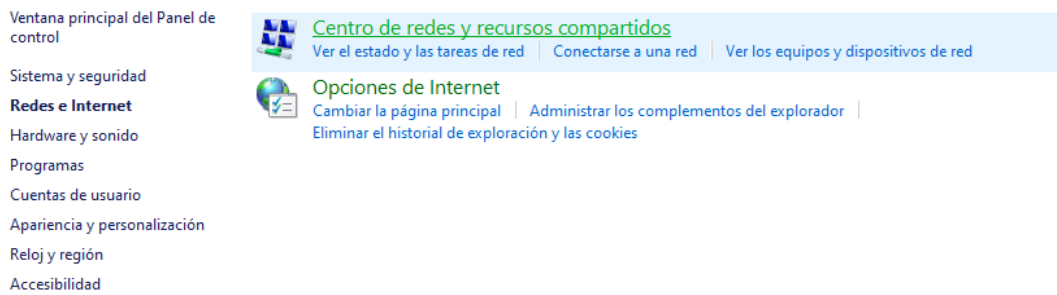 Ventana principal del Panel de
control
Sistema y seguridad
Redes e Internet
Hardware y sonido
Programas
Cuentas de usuario
Apariencia y personalización
Reloj y región
Accesibilidad
Centro de redes y recursos compartidos
Ver el estado y las tareas de red Conectarse a una red Ver los equipos y dispositivos de red
Opciones de Internet
Cambiar la página principal Administrar los complementos del explorador
Eliminar el historial de exploración y las cookies